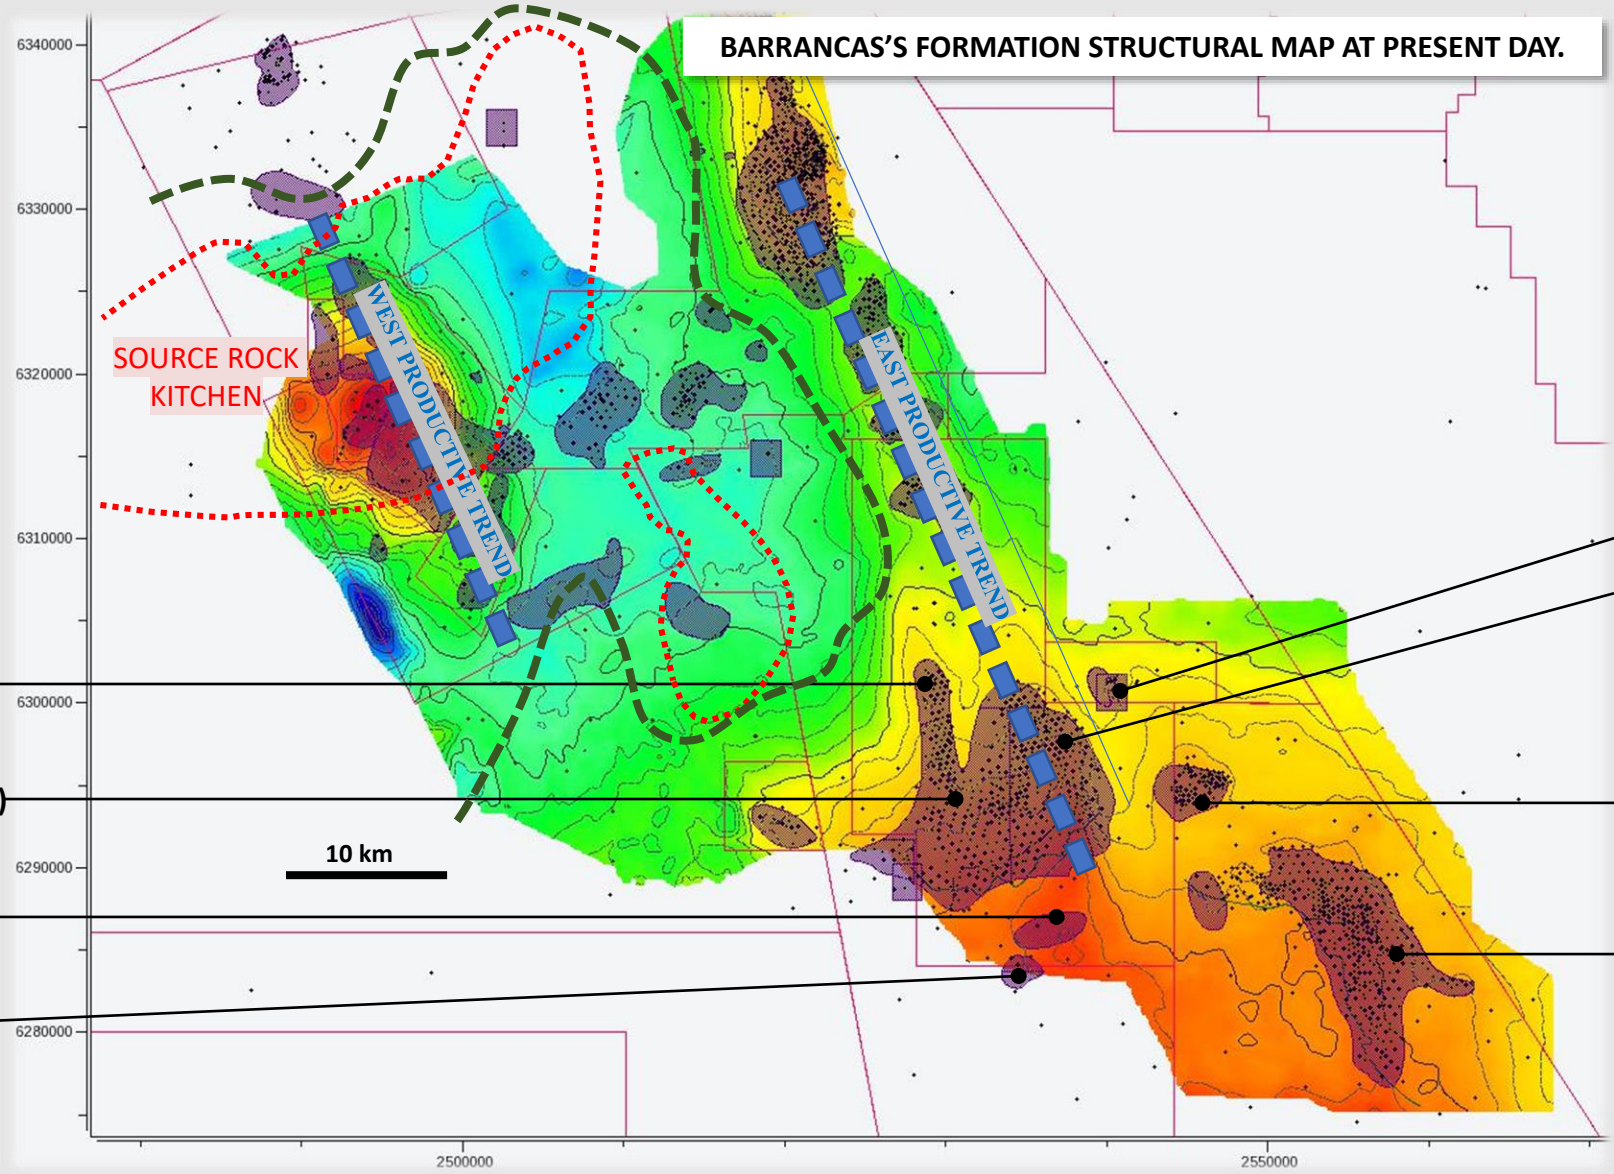 BARRANCAS'S FORMATION STRUCTURAL MAP AT PRESENT DAY.
6340000
6330000
6320000
6310000
6300000
6290000
6280000
SOURCE ROCK
KITCHEN
WEST PRODUCTIVE TREND
EAST PRODUCTIVE TREND
)
10 km
2500000
2550000